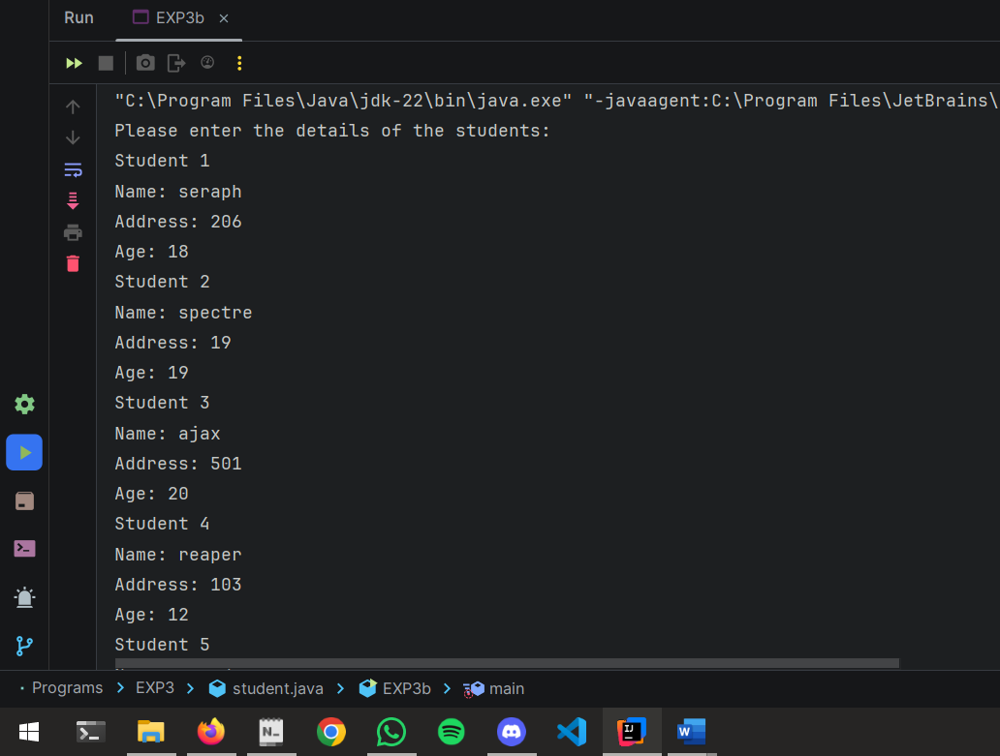 Run EXP3b
"C:\Program Files\Java\jdk-22\bin\java.exe" "-javaagent:C:\Program Files\JetBrains\
Please enter the details of the students:
Student 1
Name: seraph
Address: 206
Age: 18
Student 2
Name: spectre
Address: 19
Age: 19
Student 3
Name: ajax
Address: 501
Age: 20
Student 4
Name: reaper
Address: 103
Age: 12
Student 5
Programs > EXP3 > student.java > EXP3b > main